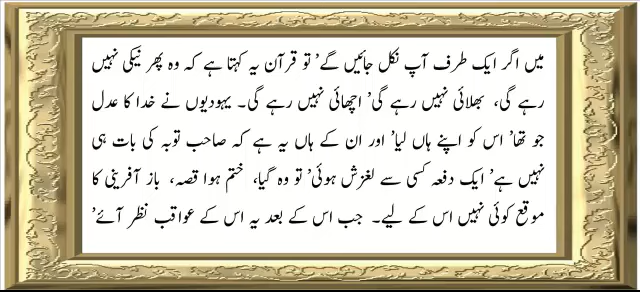 میں اگر ایک طرف آپ نکل جائیں گے’ تو قرآن یہ کہتا ہے کہ وہ پھر نیکی نہیں
رہے گی، بھلائی نہیں رہے گی’ اچھائی نہیں رہے گی۔ یہودیوں نے خدا کا عدل
جو تھا’ اس کو اپنے ہاں لیا’ اور ان کے ہاں یہ ہے کہ صاحب توبہ کی بات ہی
نہیں ہے’ ایک دفعہ کسی سے لغزش ہوئی’ تو وہ گیا، ختم ہوا قصہ، باز آفرینی کا
موقع کوئی نہیں اس کے لیے۔ جب اس کے بعد یہ اس کے عواقب نظر آئے’